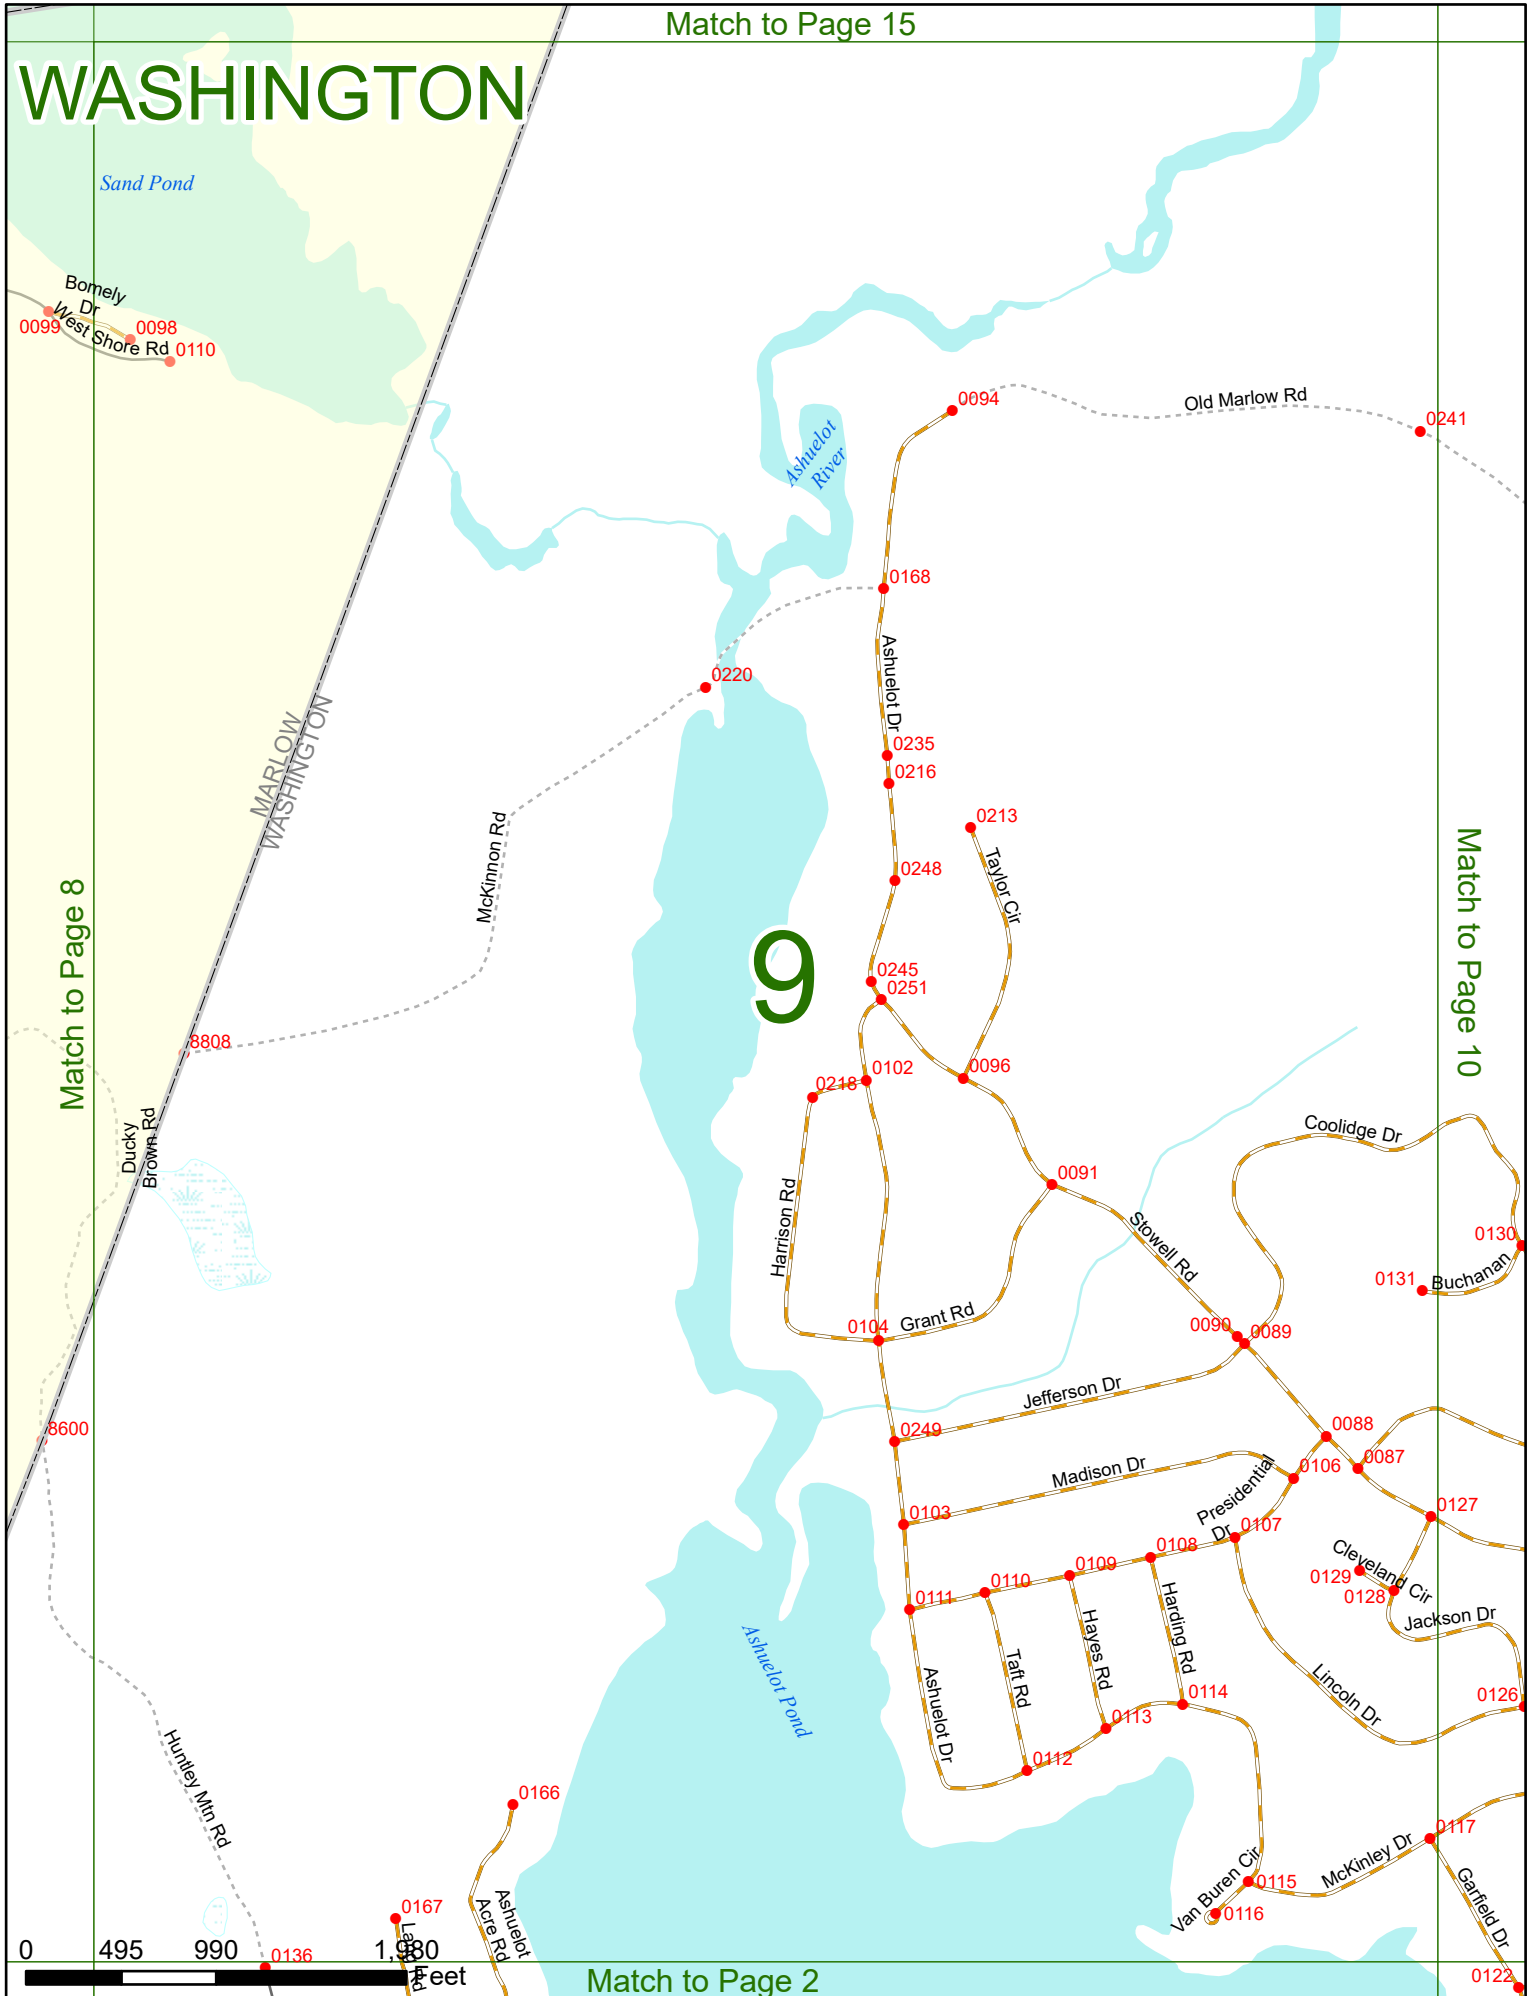 Match to Page 15
WASHINGTON
Sand Pond
Bomely
Dr
0099
West Shore Rd
0098
0110
0094
Old Marlow Rd
0241
Ashuelot
River
0168
Ashuelot Dr
0220
0235
0216
MARLOW
WASHINGTON
0213
McKinnon Rd
Taylor Cir
0248
Match to Page 8
Match to Page 10
9
0245
0251
8808
0102
0096
0218
Ducky
Brown Rd
Coolidge Dr
0091
Harrison Rd
Stowell Rd
0130
0131
Buchanan
0104
Grant Rd
0090
0089
Jefferson Dr
8600
0249
0088
Madison Dr
0087
0106
Presidential
Dr
0103
0107
0127
0108
0109
Cleveland Cir
0129
0128
0110
0111
Harding Rd
Hayes Rd
Jackson Dr
Ashuelot Pond
Taft Rd
Lincoln Dr
Ashuelot Dr
0114
0126
0113
0112
Huntley Mtn Rd
0166
0117
McKinley Dr
Van Buren Cir
0115
Garfield Dr
0167
Ashuelot
Acre Rd
0116
0136
0 495 990 1,980
Feet
0122
Match to Page 2